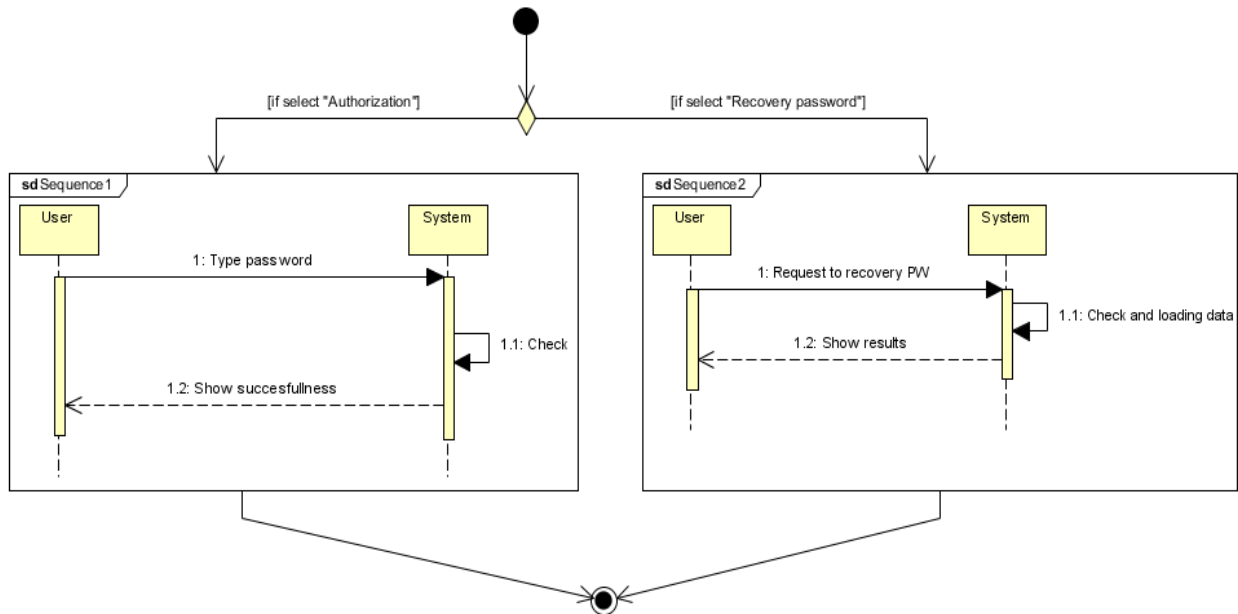 [if select "Authorization"]
[if select "Recovery password"]
sd Sequence1
User
System
1: Type password
1.1: Check
1.2: Show succesfullness
sd Sequence2
User
System
1: Request to recovery PW
1.1: Check and loading data
1.2: Show results